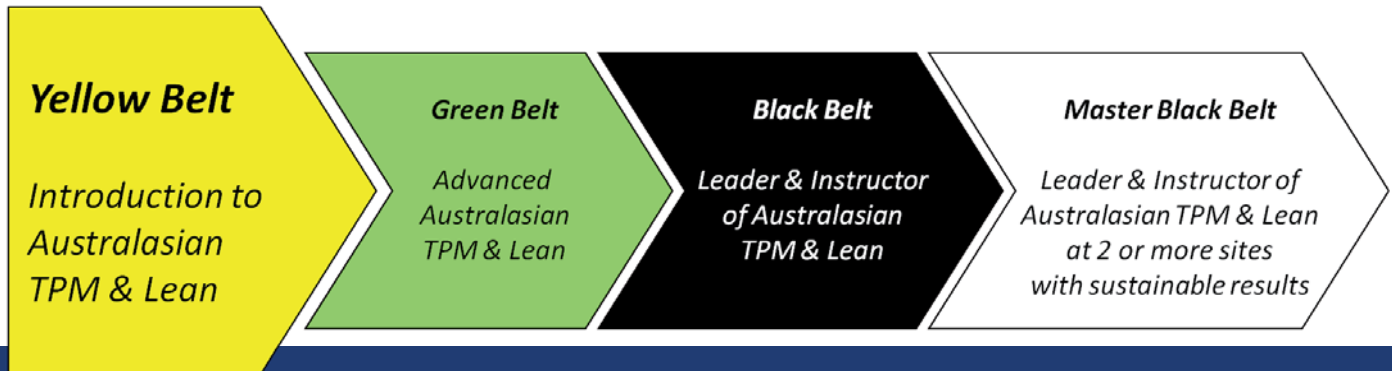 Yellow Belt
Introduction to
Australasian
TPM & Lean
Green Belt
Advanced
Australasian
TPM & Lean
Black Belt
Leader & Instructor
of Australasian
TPM & Lean
Master Black Belt
Leader & Instructor of
Australasian TPM & Lean
at 2 or more sites
with sustainable results